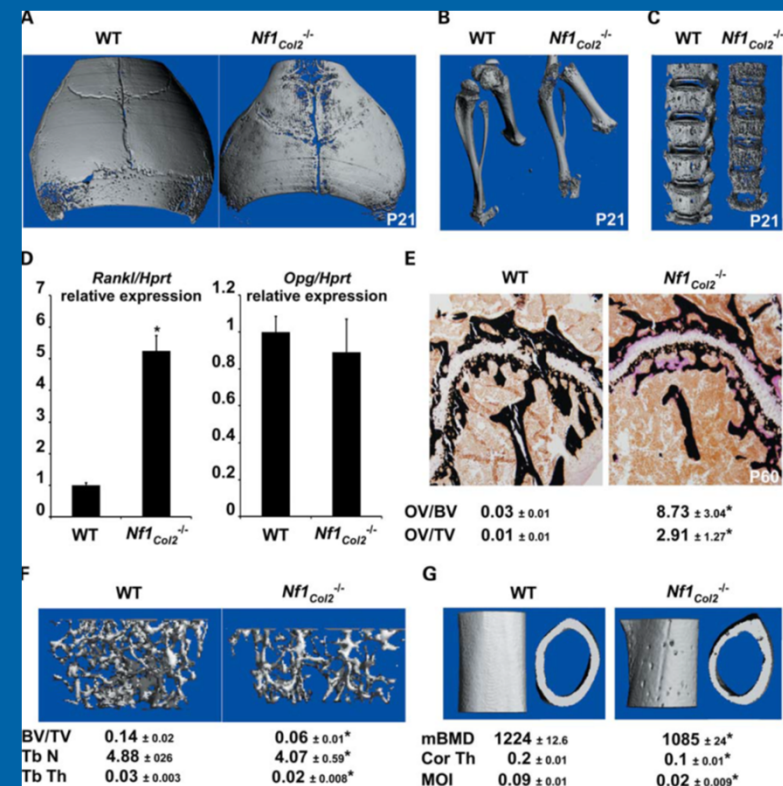 A
WT Nf1Col2-/-
P21
B
WT Nf1Col2-/-
P21
C
WT Nf1Col2-/-
P21
D
Rankl/Hprt
relative expression
7
6
5
4
3
2
1
0
*
WT Nf1Col2-/-
Opg/Hprt
relative expression
1.2
1
0.8
0.6
0.4
0.2
0
WT Nf1Col2-/-
E
WT Nf1Col2-/-
P60
OV/BV 0.03 ± 0.01 8.73 ± 3.04*
OV/TV 0.01 ± 0.01 2.91 ± 1.27*
F
WT Nf1Col2-/-
BV/TV 0.14 ± 0.02 0.06 ± 0.01*
Tb N 4.88 ± 026 4.07 ± 0.59*
Tb Th 0.03 ± 0.003 0.02 ± 0.008*
G
WT Nf1Col2-/-
mBMD 1224 ± 12.6 1085 ± 24*
Cor Th 0.2 ± 0.01 0.1 ± 0.01*
MOI 0.09 ± 0.01 0.02 ± 0.009*